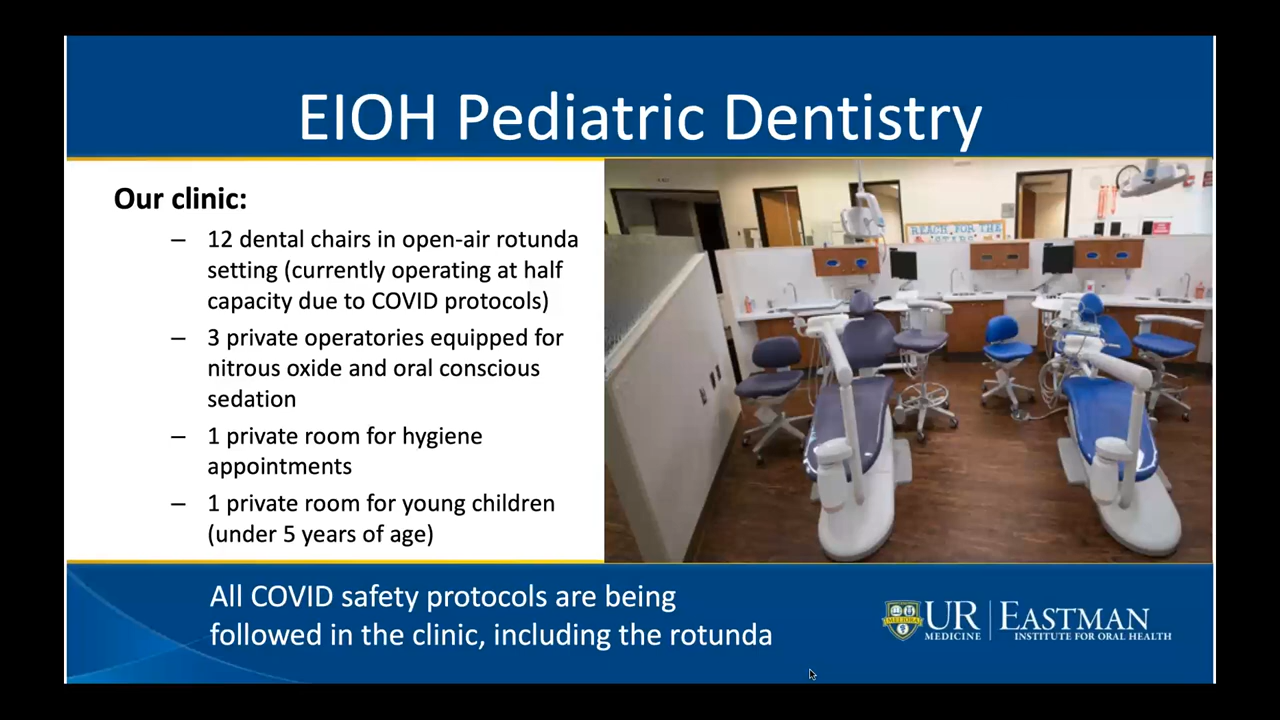 EIOH Pediatric Dentistry
Our clinic:
– 12 dental chairs in open-air rotunda
setting (currently operating at half
capacity due to COVID protocols)
– 3 private operatories equipped for
nitrous oxide and oral conscious
sedation
– 1 private room for hygiene
appointments
– 1 private room for young children
(under 5 years of age)
REACH FOR THE
STARS
All COVID safety protocols are being
followed in the clinic, including the rotunda
MELIORA
UR
MEDICINE
EASTMAN
INSTITUTE FOR ORAL HEALTH